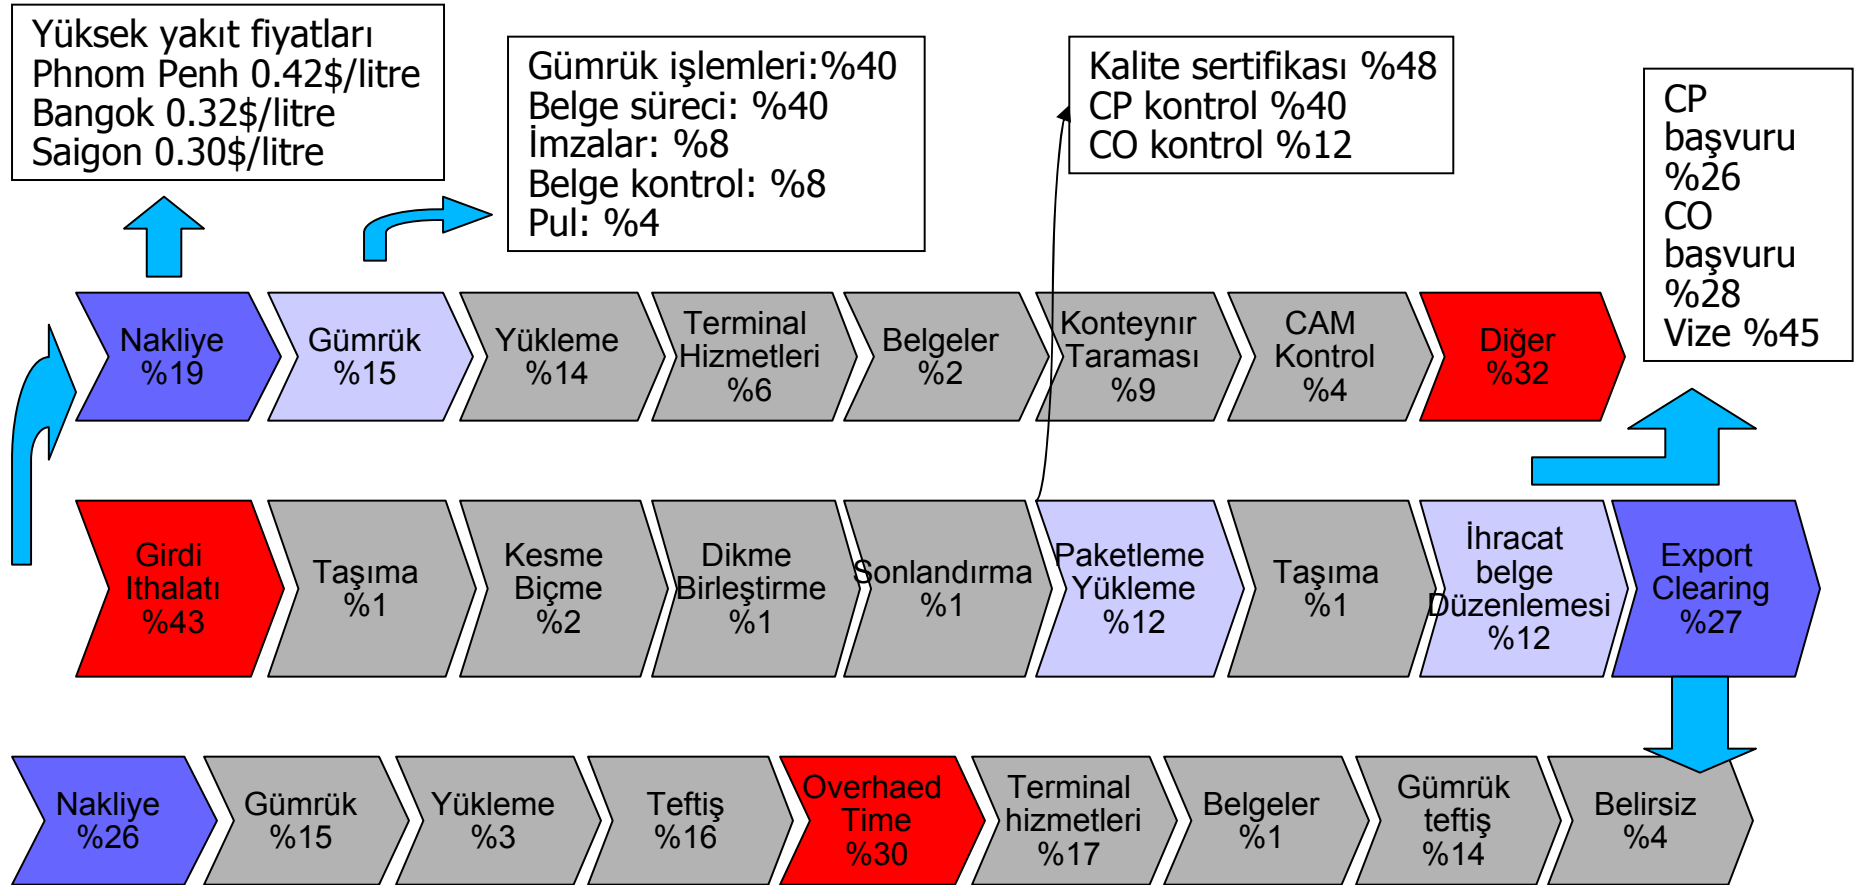 Yüksek yakıt fiyatları
Phnom Penh 0.42$/litre
Bangok 0.32$/litre
Saigon 0.30$/litre
Gümrük işlemleri:%40
Belge süreci: %40
İmzalar: %8
Belge kontrol: %8
Pul: %4
Kalite sertifikası %48
CP kontrol %40
CO kontrol %12
CP
başvuru
%26
CO
başvuru
%28
Vize %45
Nakliye
%19
Gümrük
%15
Yükleme
%14
Terminal
Hizmetleri
%6
Belgeler
%2
Konteynır
Taraması
%9
CAM
Kontrol
%4
Diğer
%32
Girdi
Ithalatı
%43
Taşıma
%1
Kesme
Biçme
%2
Dikme
Birleştirme
%1
Sonlandırma
%1
Paketleme
Yükleme
%12
Taşıma
%1
İhracat
belge
Düzenlemesi
%12
Export
Clearing
%27
Nakliye
%26
Gümrük
%15
Yükleme
%3
Teftiş
%16
Overhaed
Time
%30
Terminal
hizmetleri
%17
Belgeler
%1
Gümrük
teftiş
%14
Belirsiz
%4